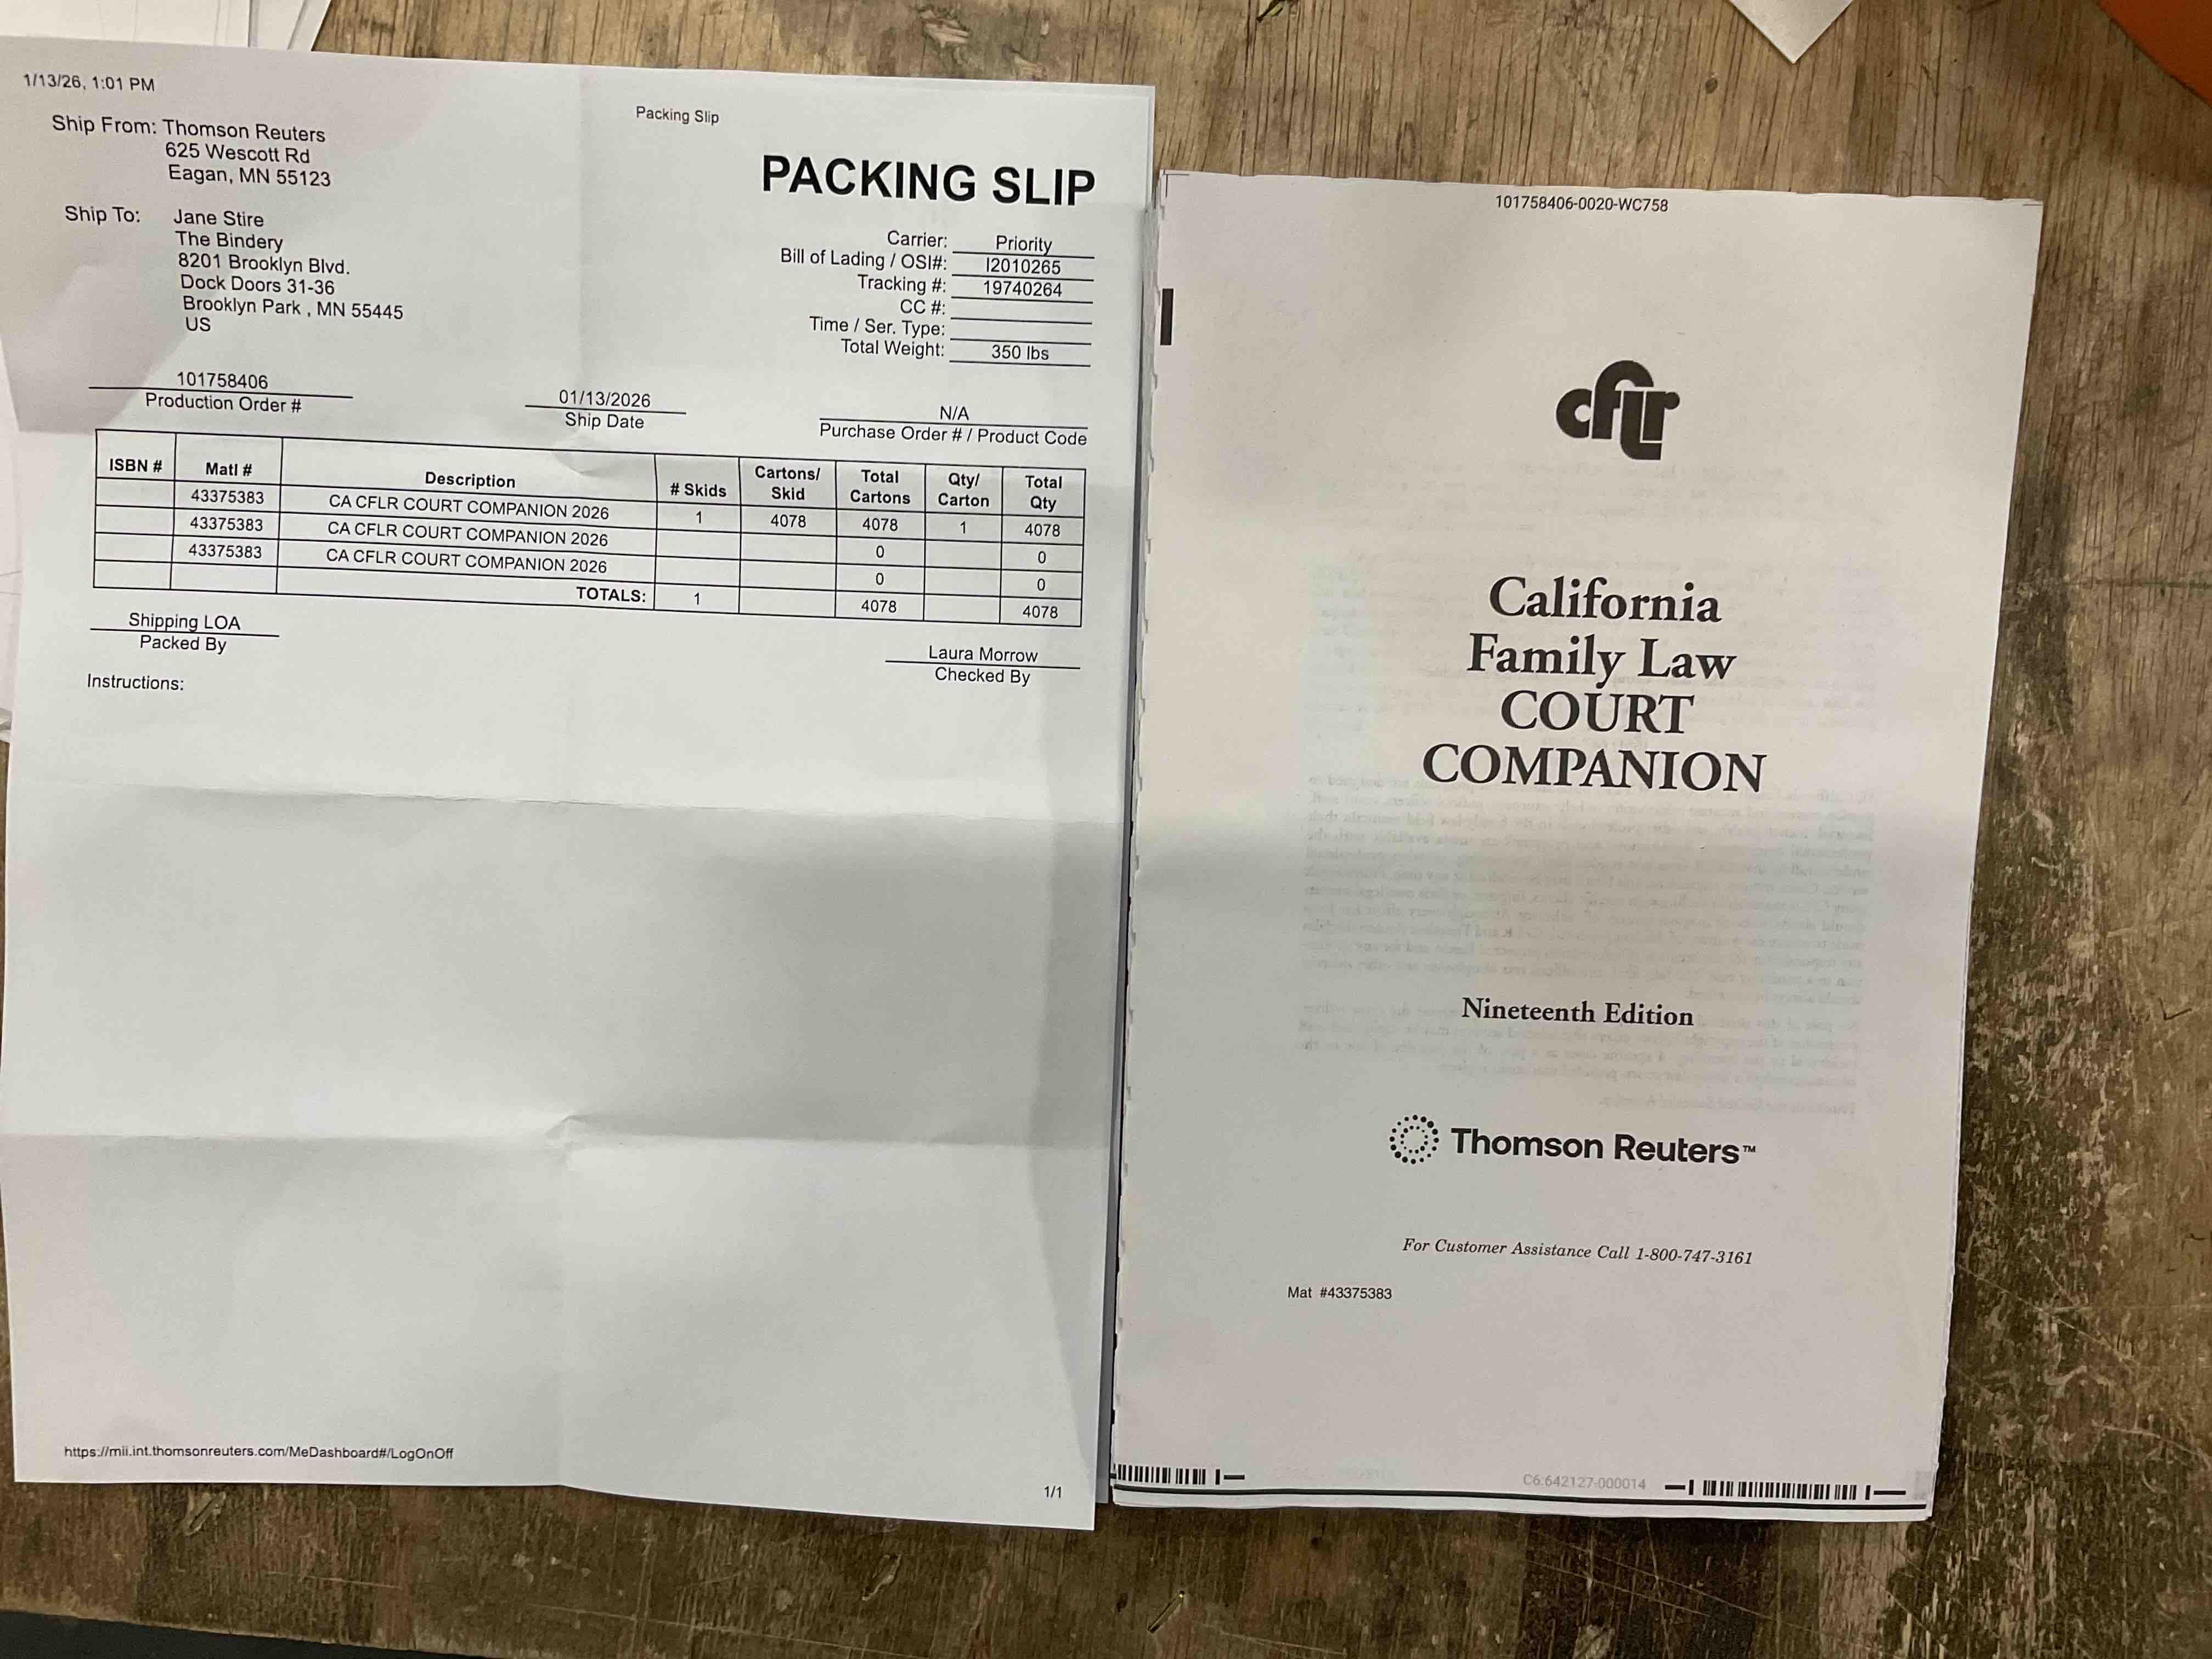 1/13/26, 1:01 PM
Packing Slip
Ship From: Thomson Reuters
625 Wescott Rd
Eagan, MN 55123
PACKING SLIP
Ship To: Jane Stire
The Bindery
8201 Brooklyn Blvd.
Dock Doors 31-36
Brooklyn Park , MN 55445
US
Carrier: Priority
Bill of Lading / OSI#: I2010265
Tracking #: 19740264
CC #:
Time / Ser. Type:
Total Weight: 350 lbs
101758406
Production Order #
01/13/2026
Ship Date
N/A
Purchase Order # / Product Code
ISBN # Matl # Description # Skids Cartons/ Skid Total Cartons Qty/ Carton Total Qty
43375383 CA CFLR COURT COMPANION 2026 1 4078 4078 1 4078
43375383 CA CFLR COURT COMPANION 2026 0 0
43375383 CA CFLR COURT COMPANION 2026 0 0
TOTALS: 1 4078 4078
Shipping LOA
Packed By
Laura Morrow
Checked By
Instructions:
https://mii.int.thomsonreuters.com/MeDashboard#/LogOnOff
1/1
101758406-0020-WC758
cflr
California
Family Law
COURT
COMPANION
Nineteenth Edition
Thomson Reuters™
For Customer Assistance Call 1-800-747-3161
Mat #43375383
C6:642127-000014